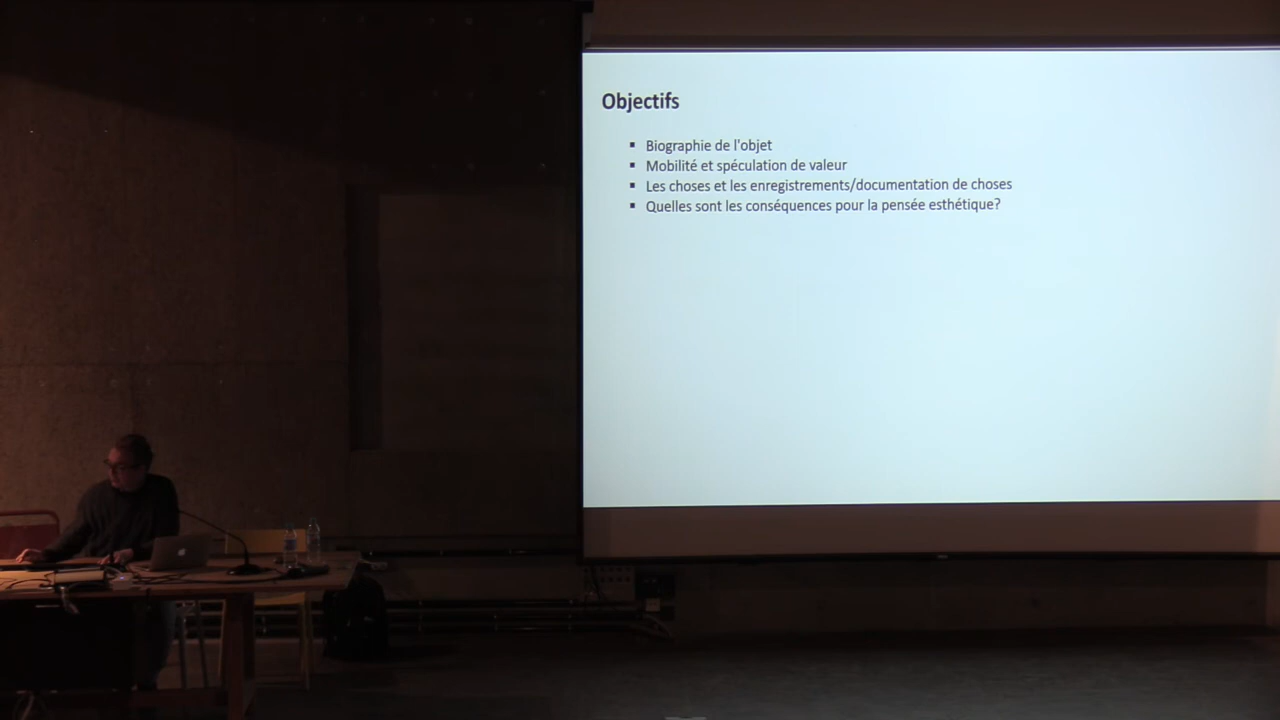 Objectifs
Biographie de l'objet
Mobilité et spéculation de valeur
Les choses et les enregistrements/documentation de choses
Quelles sont les conséquences pour la pensée esthétique?